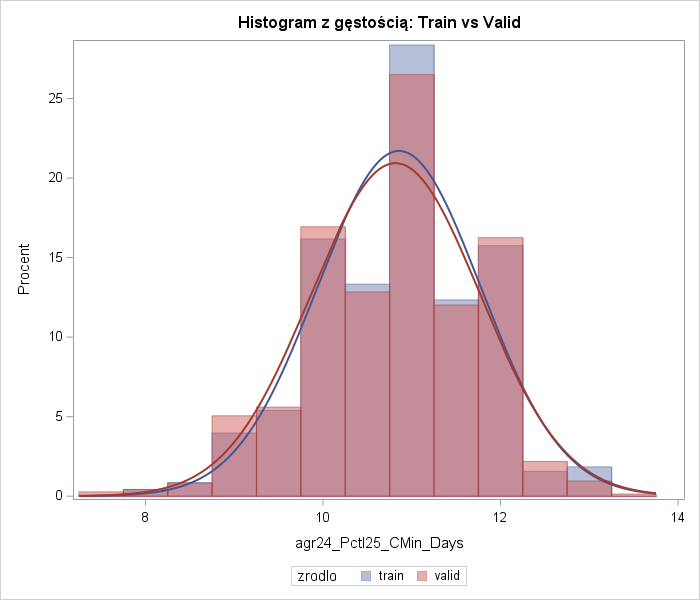 Histogram z gęstością: Train vs Valid
Procent
25
20
15
10
5
0
8 10 12 14
agr24_Pctl25_CMin_Days
zrodlo train valid